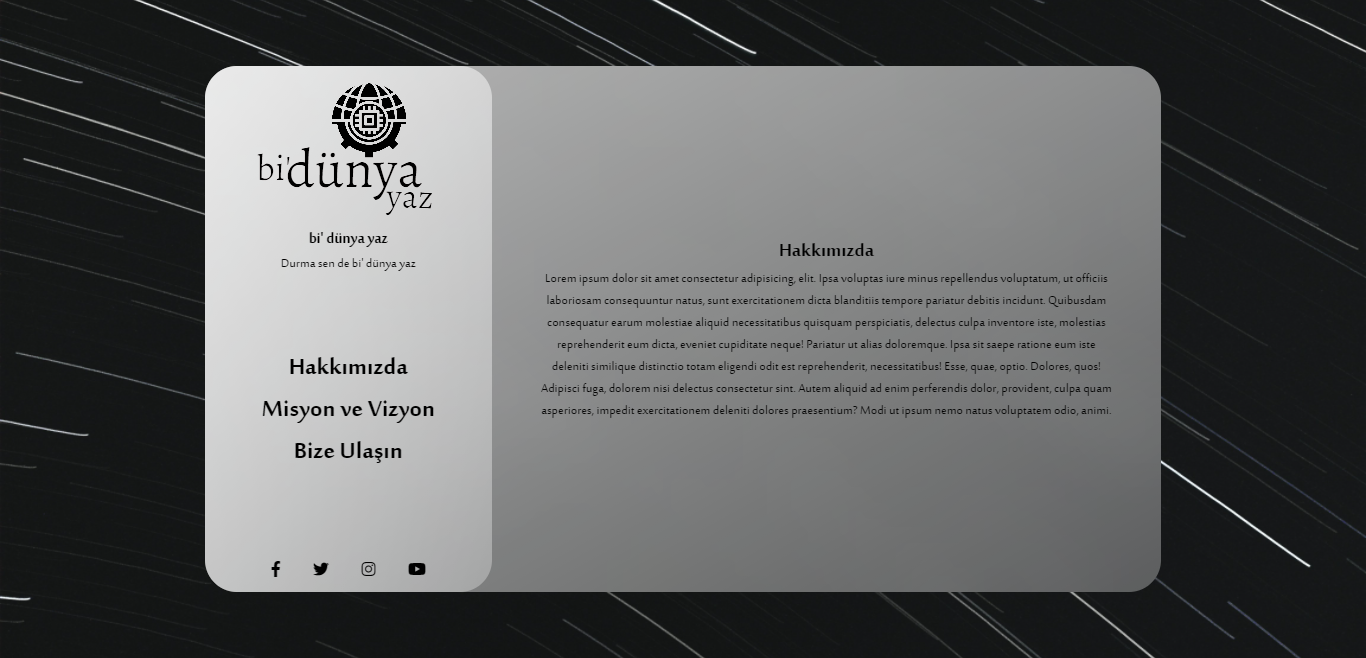 bi'dünya
yaz
bi' dünya yaz
Durma sen de bi' dünya yaz
Hakkımızda
Misyon ve Vizyon
Bize Ulaşın
Hakkımızda
Lorem ipsum dolor sit amet consectetur adipisicing, elit. Ipsa voluptas iure minus repellendus voluptatum, ut officiis
laboriosam consequuntur natus, sunt exercitationem dicta blanditiis tempore pariatur debitis incidunt. Quibusdam
consequatur earum molestiae aliquid necessitatibus quisquam perspiciatis, delectus culpa inventore iste, molestias
reprehenderit eum dicta, eveniet cupiditate neque! Pariatur ut alias doloremque. Ipsa sit saepe ratione eum iste
deleniti similique distinctio totam eligendi odit est reprehenderit, necessitatibus! Esse, quae, optio. Dolores, quos!
Adipisci fuga, dolorem nisi delectus consectetur sint. Autem aliquid ad enim perferendis dolor, provident, culpa quam
asperiores, impedit exercitationem deleniti dolores praesentium? Modi ut ipsum nemo natus voluptatem odio, animi.